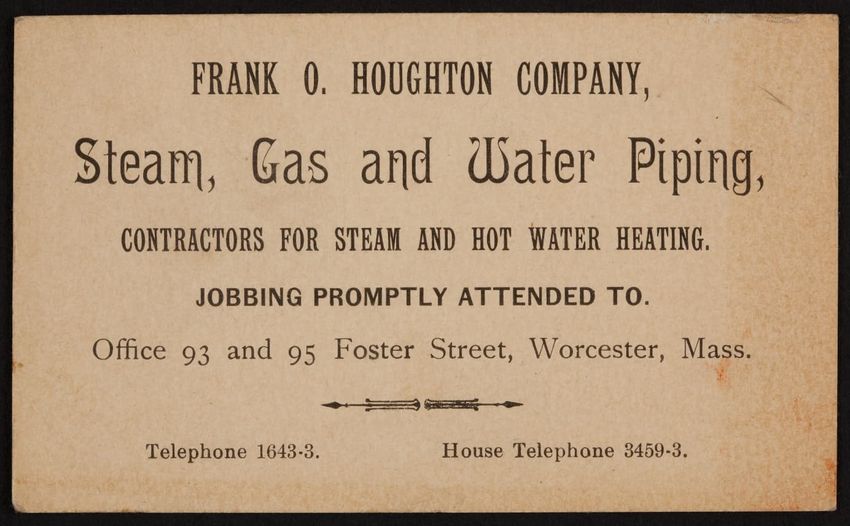 FRANK O. HOUGHTON COMPANY,
Steam, Gas and Water Piping,
CONTRACTORS FOR STEAM AND HOT WATER HEATING.
JOBBING PROMPTLY ATTENDED TO.
Office 93 and 95 Foster Street, Worcester, Mass.
Telephone 1643-3. House Telephone 3459-3.